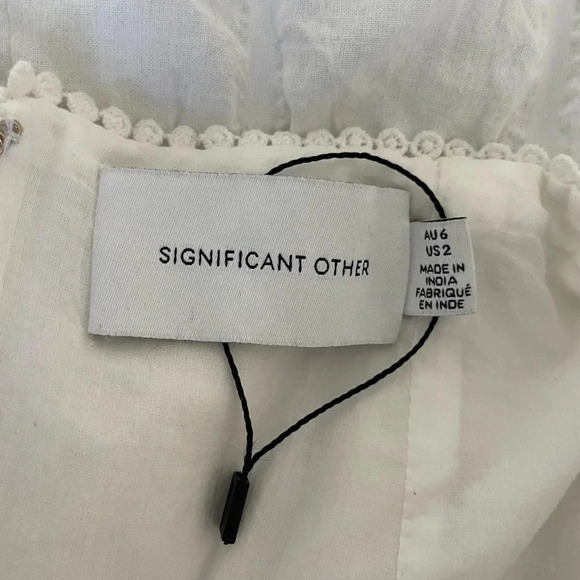 SIGNIFICANT OTHER
AU 6
US 2
MADE IN
INDIA
FABRIQUÉ
EN INDE